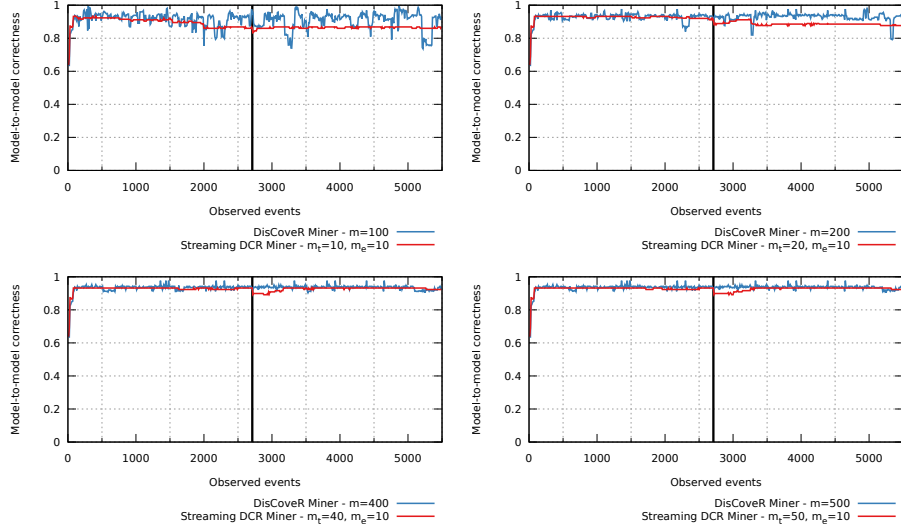 Model-to-model correctness
1
0.8
0.6
0.4
0.2
0
0 1000 2000 3000 4000 5000
Observed events
DisCoveR Miner - m=100
Streaming DCR Miner - mt=10, me=10
Model-to-model correctness
1
0.8
0.6
0.4
0.2
0
0 1000 2000 3000 4000 5000
Observed events
DisCoveR Miner - m=200
Streaming DCR Miner - mt=20, me=10
Model-to-model correctness
1
0.8
0.6
0.4
0.2
0
0 1000 2000 3000 4000 5000
Observed events
DisCoveR Miner - m=400
Streaming DCR Miner - mt=40, me=10
Model-to-model correctness
1
0.8
0.6
0.4
0.2
0
0 1000 2000 3000 4000 5000
Observed events
DisCoveR Miner - m=500
Streaming DCR Miner - mt=50, me=10